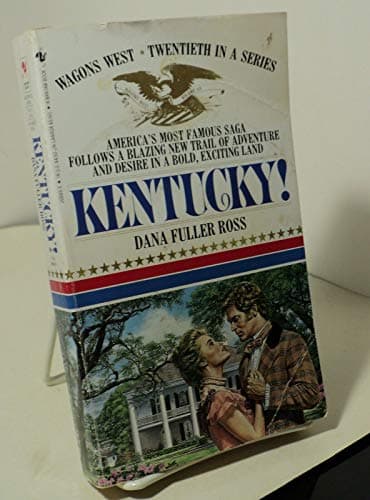 WAGONS WEST • TWENTIETH IN A SERIES
AMERICA'S MOST FAMOUS SAGA
FOLLOWS A BLAZING NEW TRAIL OF ADVENTURE
AND DESIRE IN A BOLD, EXCITING LAND
KENTUCKY!
DANA FULLER ROSS
KENTUCKY!